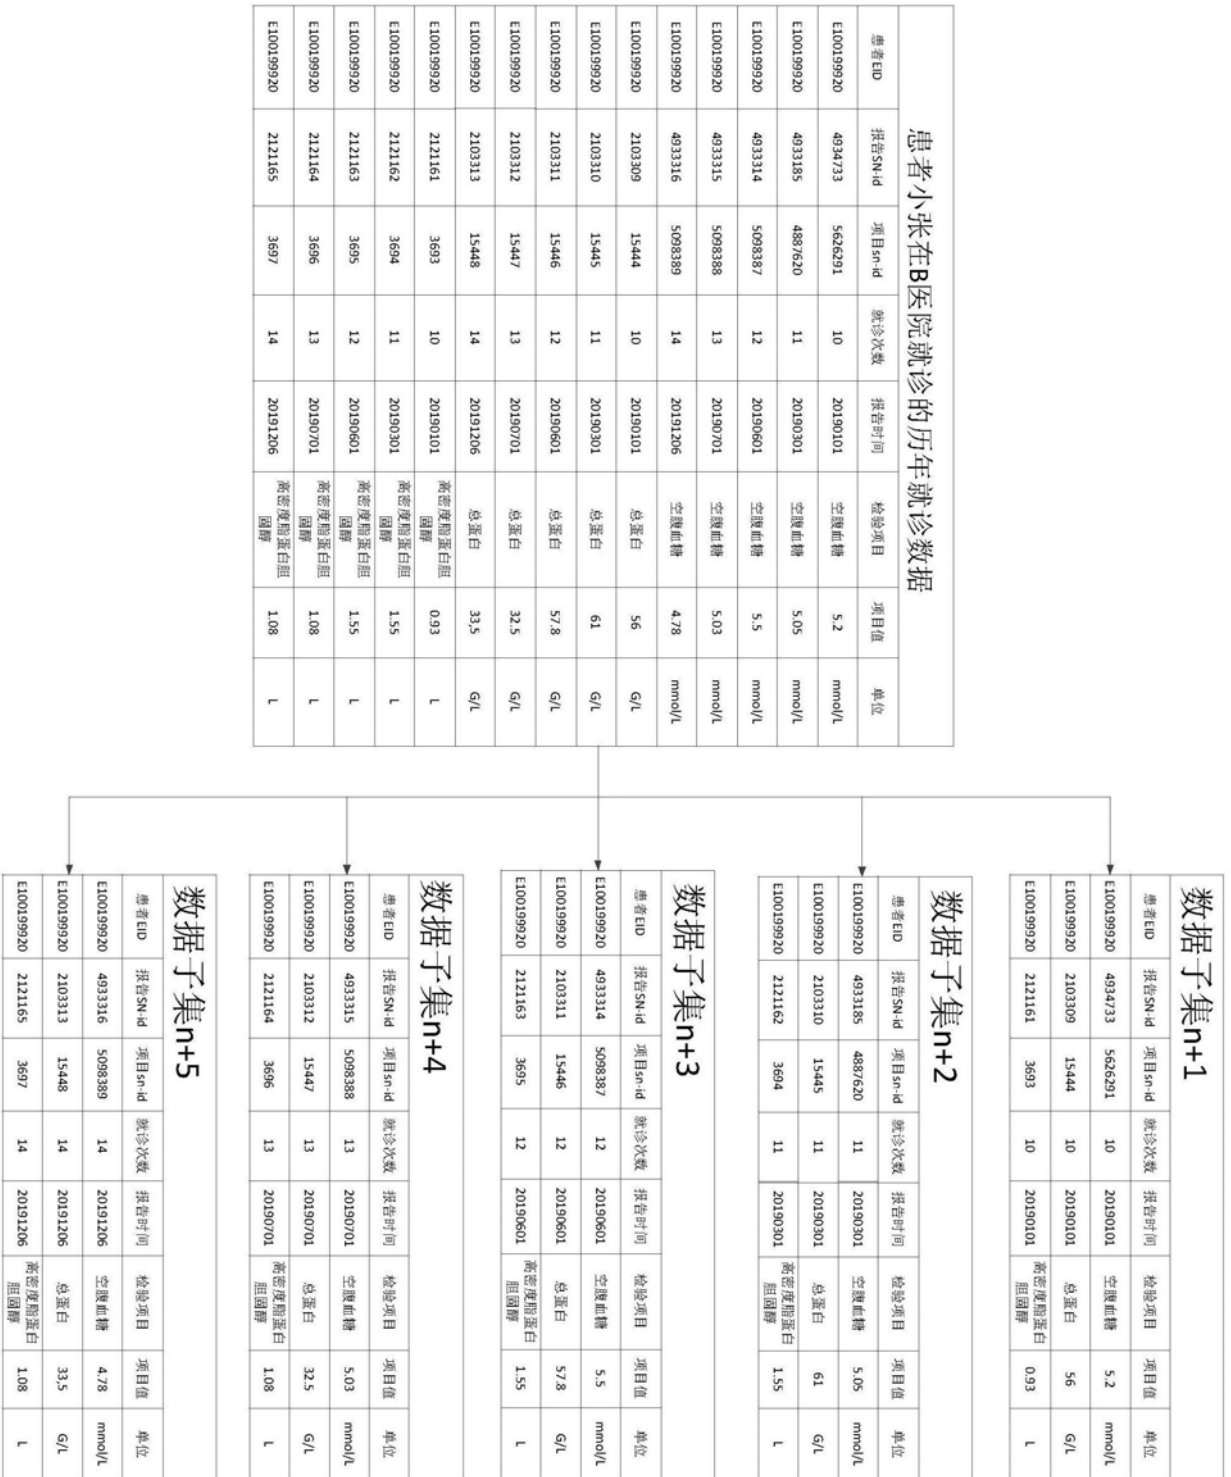 患者小张在B医院就诊的历年就诊数据
患者EID 报告SN-id 项目sn-id 就诊次数 报告时间 检验项目 项目值 单位
E100199920 4934733 5626291 10 20190101 空腹血糖 5.2 mmol/L
E100199920 4933185 4887620 11 20190301 空腹血糖 5.05 mmol/L
E100199920 4933314 5098387 12 20190601 空腹血糖 5.5 mmol/L
E100199920 4933315 5098388 13 20190701 空腹血糖 5.03 mmol/L
E100199920 4933316 5098389 14 20191206 空腹血糖 4.78 mmol/L
E100199920 2103309 15444 10 20190101 总蛋白 56 G/L
E100199920 2103310 15445 11 20190301 总蛋白 61 G/L
E100199920 2103311 15446 12 20190601 总蛋白 57.8 G/L
E100199920 2103312 15447 13 20190701 总蛋白 32.5 G/L
E100199920 2103313 15448 14 20191206 总蛋白 33,5 G/L
E100199920 2121161 3693 10 20190101 高密度脂蛋白胆固醇 0.93 L
E100199920 2121162 3694 11 20190301 高密度脂蛋白胆固醇 1.55 L
E100199920 2121163 3695 12 20190601 高密度脂蛋白胆固醇 1.55 L
E100199920 2121164 3696 13 20190701 高密度脂蛋白胆固醇 1.08 L
E100199920 2121165 3697 14 20191206 高密度脂蛋白胆固醇 1.08 L
数据子集n+1
患者EID 报告SN-id 项目sn-id 就诊次数 报告时间 检验项目 项目值 单位
E100199920 4934733 5626291 10 20190101 空腹血糖 5.2 mmol/L
E100199920 2103309 15444 10 20190101 总蛋白 56 G/L
E100199920 2121161 3693 10 20190101 高密度脂蛋白胆固醇 0.93 L
数据子集n+2
患者EID 报告SN-id 项目sn-id 就诊次数 报告时间 检验项目 项目值 单位
E100199920 4933185 4887620 11 20190301 空腹血糖 5.05 mmol/L
E100199920 2103310 15445 11 20190301 总蛋白 61 G/L
E100199920 2121162 3694 11 20190301 高密度脂蛋白胆固醇 1.55 L
数据子集n+3
患者EID 报告SN-id 项目sn-id 就诊次数 报告时间 检验项目 项目值 单位
E100199920 4933314 5098387 12 20190601 空腹血糖 5.5 mmol/L
E100199920 2103311 15446 12 20190601 总蛋白 57.8 G/L
E100199920 2121163 3695 12 20190601 高密度脂蛋白胆固醇 1.55 L
数据子集n+4
患者EID 报告SN-id 项目sn-id 就诊次数 报告时间 检验项目 项目值 单位
E100199920 4933315 5098388 13 20190701 空腹血糖 5.03 mmol/L
E100199920 2103312 15447 13 20190701 总蛋白 32.5 G/L
E100199920 2121164 3696 13 20190701 高密度脂蛋白胆固醇 1.08 L
数据子集n+5
患者EID 报告SN-id 项目sn-id 就诊次数 报告时间 检验项目 项目值 单位
E100199920 4933316 5098389 14 20191206 空腹血糖 4.78 mmol/L
E100199920 2103313 15448 14 20191206 总蛋白 33,5 G/L
E100199920 2121165 3697 14 20191206 高密度脂蛋白胆固醇 1.08 L